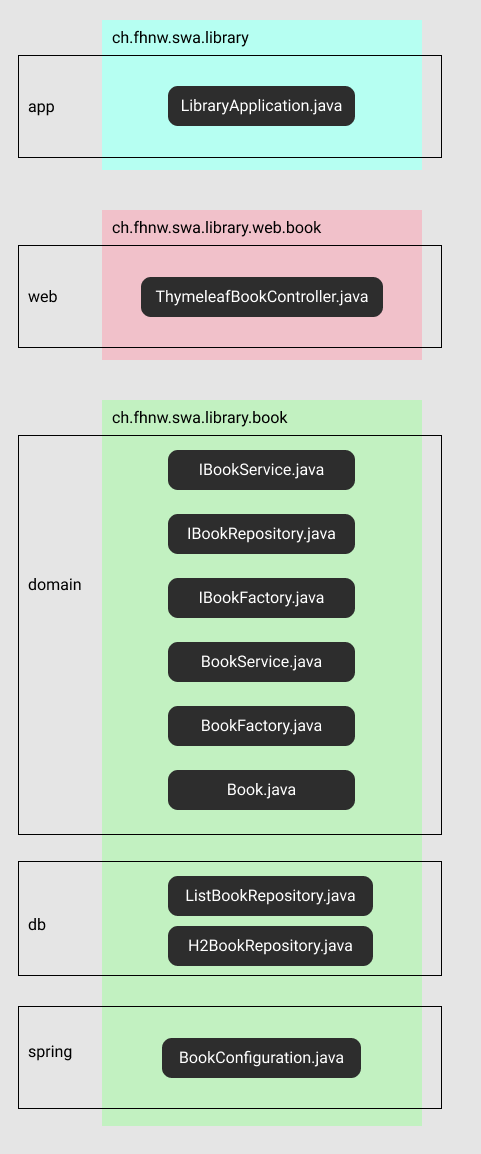 ch.fhnw.swa.library
app
LibraryApplication.java
ch.fhnw.swa.library.web.book
web
ThymeleafBookController.java
ch.fhnw.swa.library.book
IBookService.java
IBookRepository.java
domain
IBookFactory.java
BookService.java
BookFactory.java
Book.java
ListBookRepository.java
db
H2BookRepository.java
spring
BookConfiguration.java